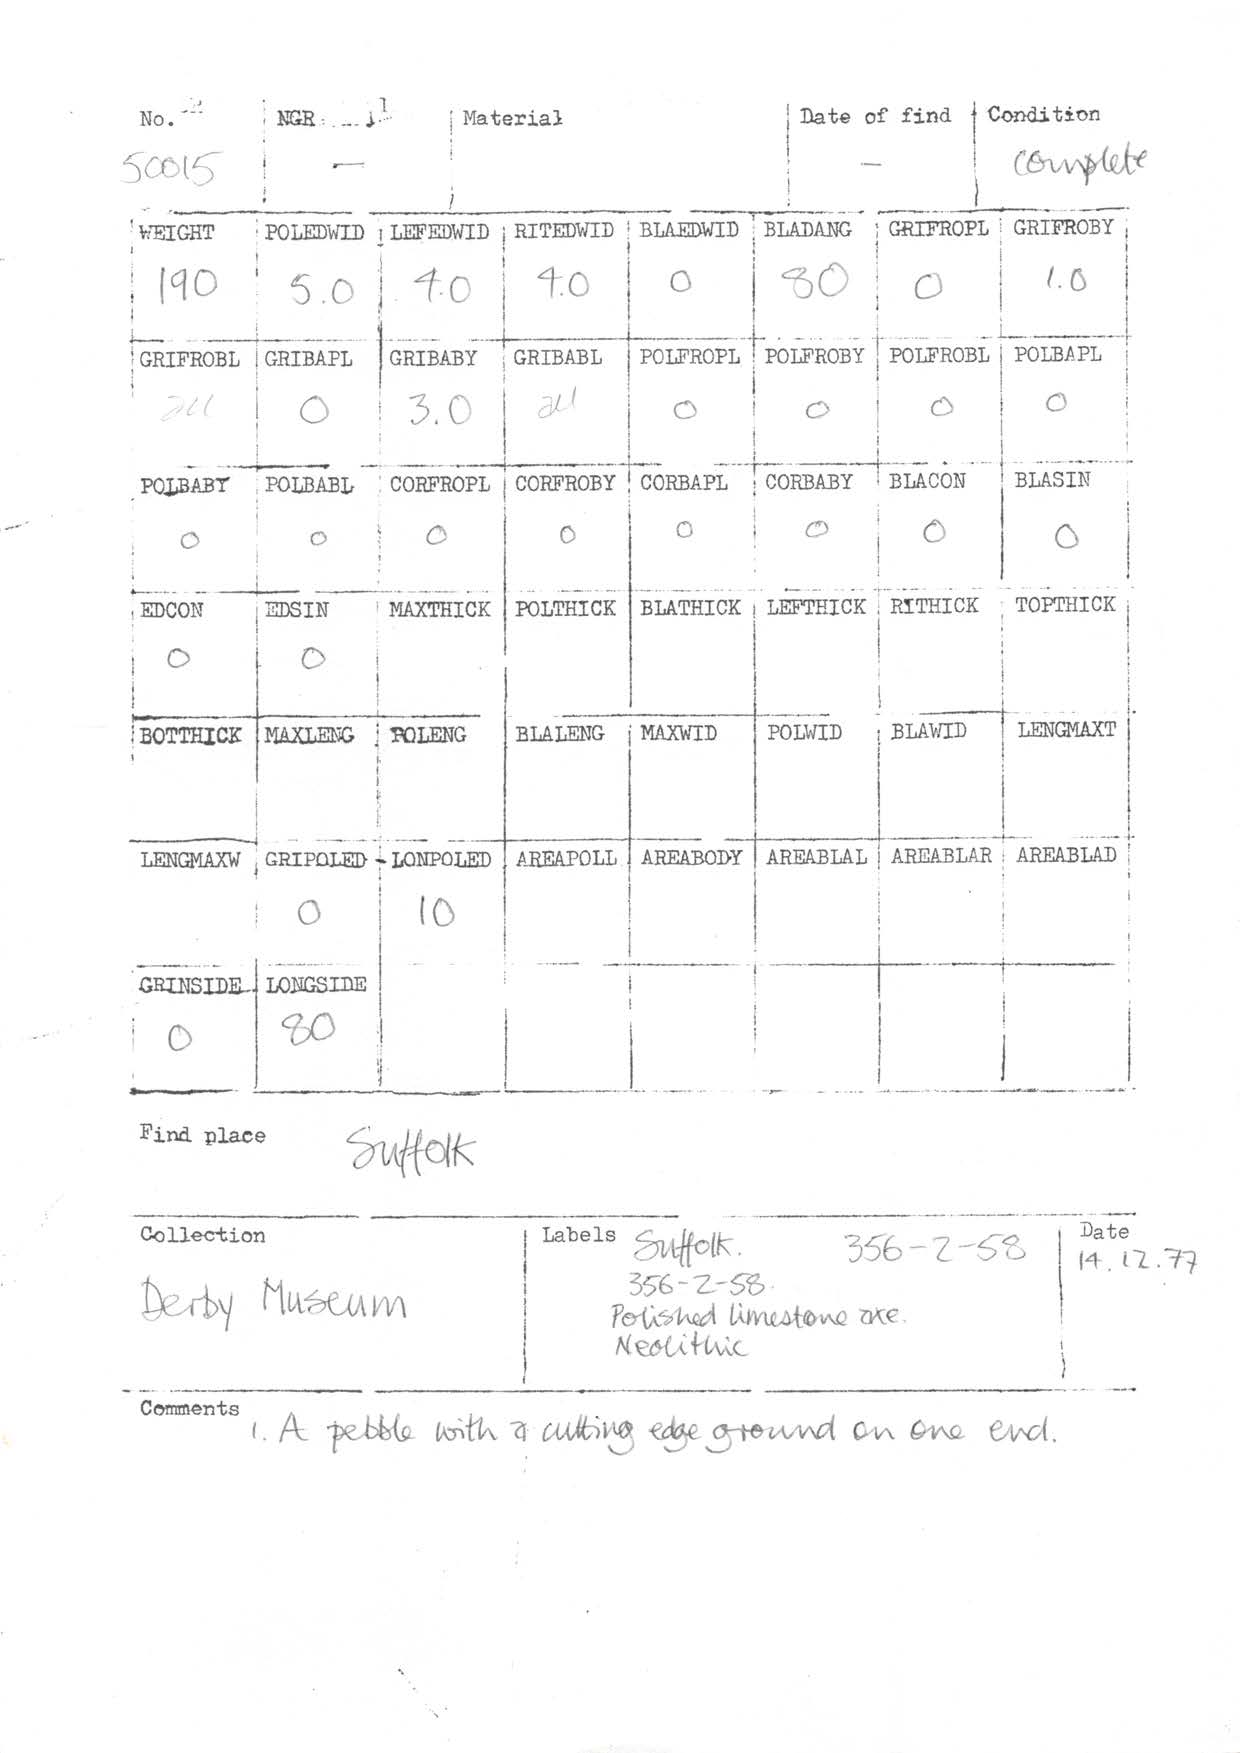 No. NGR Material Date of find Condition
50015 — — complete
WEIGHT POLEDWID LEFEDWID RITEDWID BLAEDWID BLADANG GRIFROPL GRIFROBY
190 5.0 4.0 4.0 0 80 0 1.0
GRIFROBL GRIBAPL GRIBABY GRIBABL POLFROPL POLFROBY POLFROBL POLBAPL
all 0 3.0 all 0 0 0 0
POLBABY POLBABL CORFROPL CORFROBY CORBAPL CORBABY BLACON BLASIN
0 0 0 0 0 0 0 0
EDCON EDSIN MAXTHICK POLTHICK BLATHICK LEFTHICK RITHICK TOPTHICK
0 0
BOTTHICK MAXLENG POLENG BLALENG MAXWID POLWID BLAWID LENGMAXT
LENGMAXW GRIPOLED LONPOLED AREAPOLL AREABODY AREABLAL AREABLAR AREABLAD
0 10
GRINSIDE LONGSIDE
0 80
Find place Suffolk
Collection Labels Suffolk. 356-2-58 Date
356-2-58. 14.12.77
Derby Museum Polished limestone axe.
Neolithic
Comments
1. A pebble with a cutting edge ground on one end.